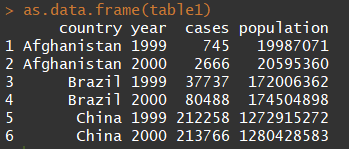 > as.data.frame(table1)
country year cases population
1 Afghanistan 1999 745 19987071
2 Afghanistan 2000 2666 20595360
3 Brazil 1999 37737 172006362
4 Brazil 2000 80488 174504898
5 China 1999 212258 1272915272
6 China 2000 213766 1280428583